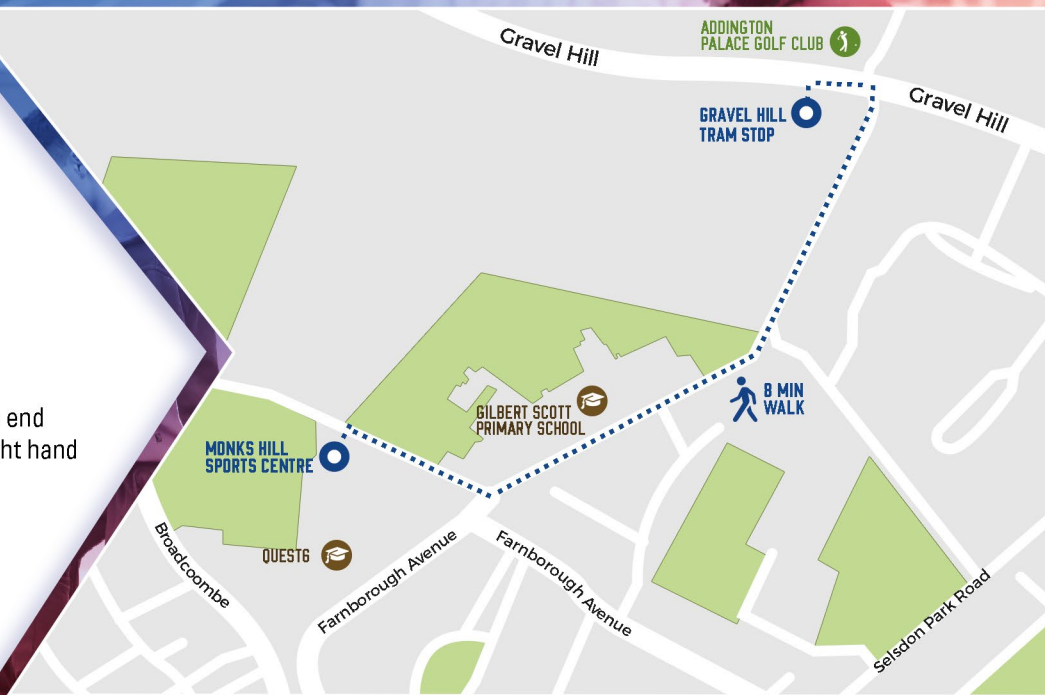 ADDINGTON
PALACE GOLF CLUB
Gravel Hill
Gravel Hill
GRAVEL HILL
TRAM STOP
8 MIN
WALK
GILBERT SCOTT
PRIMARY SCHOOL
end
ht hand
MONKS HILL
SPORTS CENTRE
QUEST6
Broadcoombe
Farnborough Avenue
Farnborough Avenue
Selsdon Park Road